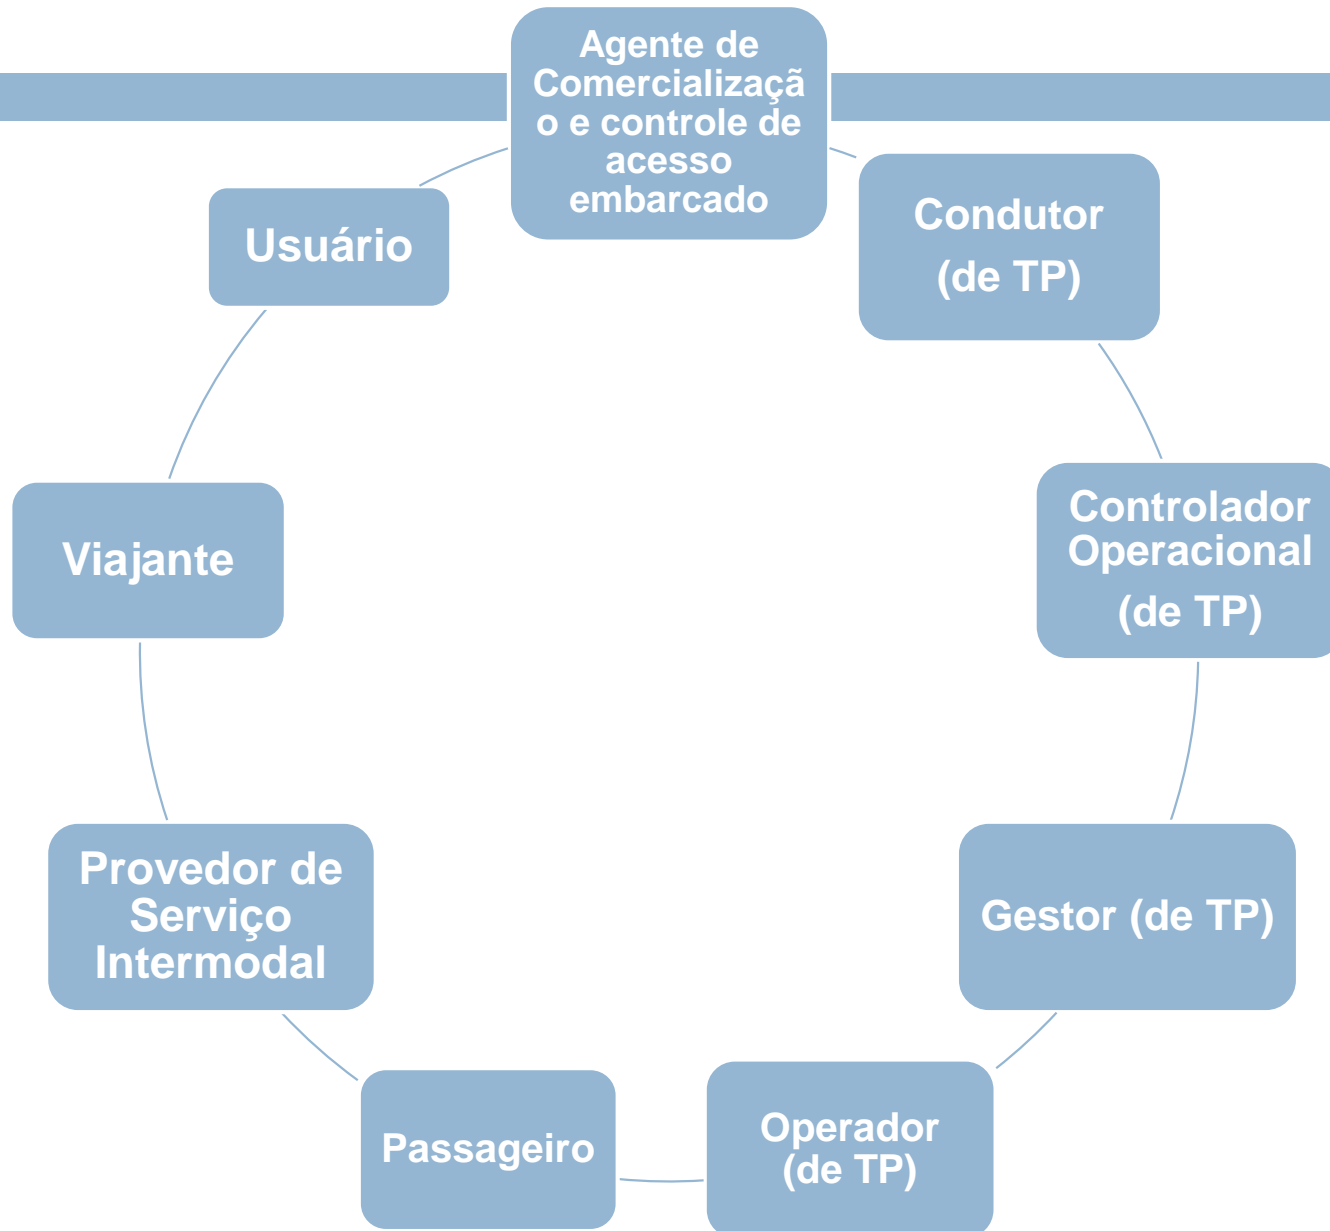 Agente de
Comercializaçã
o e controle de
acesso
embarcado
Condutor
(de TP)
Controlador
Operacional
(de TP)
Gestor (de TP)
Operador
(de TP)
Passageiro
Provedor de
Serviço
Intermodal
Viajante
Usuário